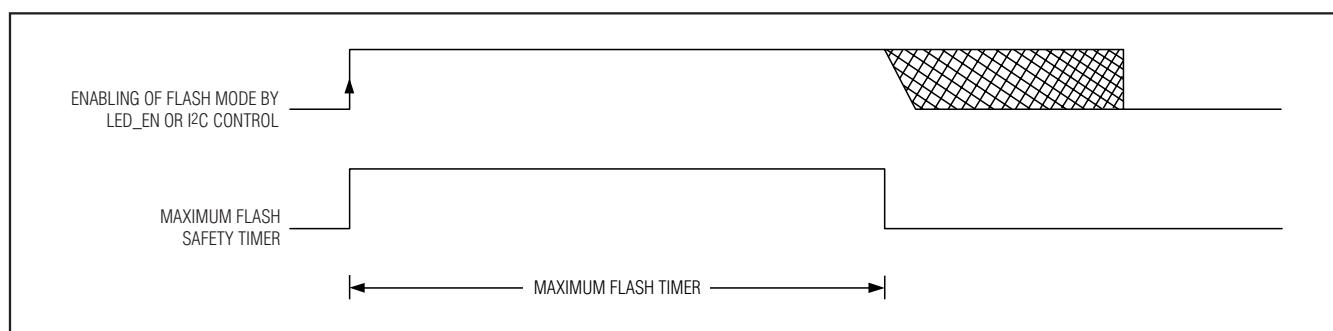 ENABLING OF FLASH MODE BY
LED_EN OR I2C CONTROL
MAXIMUM FLASH
SAFETY TIMER
MAXIMUM FLASH TIMER